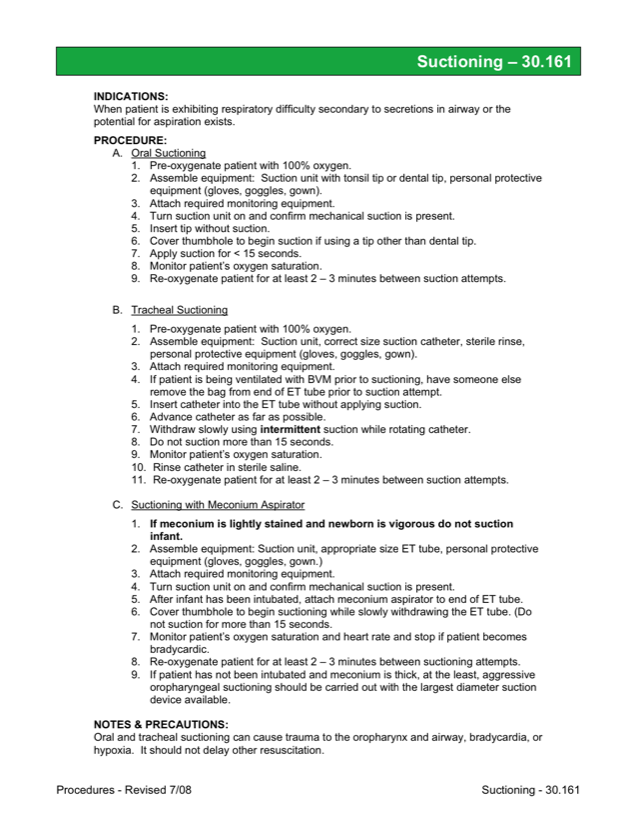 Suctioning – 30.161
INDICATIONS:
When patient is exhibiting respiratory difficulty secondary to secretions in airway or the
potential for aspiration exists.
PROCEDURE:
A. Oral Suctioning
1. Pre-oxygenate patient with 100% oxygen.
2. Assemble equipment: Suction unit with tonsil tip or dental tip, personal protective
equipment (gloves, goggles, gown).
3. Attach required monitoring equipment.
4. Turn suction unit on and confirm mechanical suction is present.
5. Insert tip without suction.
6. Cover thumbhole to begin suction if using a tip other than dental tip.
7. Apply suction for < 15 seconds.
8. Monitor patient's oxygen saturation.
9. Re-oxygenate patient for at least 2 – 3 minutes between suction attempts.
B. Tracheal Suctioning
1. Pre-oxygenate patient with 100% oxygen.
2. Assemble equipment: Suction unit, correct size suction catheter, sterile rinse,
personal protective equipment (gloves, goggles, gown).
3. Attach required monitoring equipment.
4. If patient is being ventilated with BVM prior to suctioning, have someone else
remove the bag from end of ET tube prior to suction attempt.
5. Insert catheter into the ET tube without applying suction.
6. Advance catheter as far as possible.
7. Withdraw slowly using intermittent suction while rotating catheter.
8. Do not suction more than 15 seconds.
9. Monitor patient's oxygen saturation.
10. Rinse catheter in sterile saline.
11. Re-oxygenate patient for at least 2 – 3 minutes between suction attempts.
C. Suctioning with Meconium Aspirator
1. If meconium is lightly stained and newborn is vigorous do not suction
infant.
2. Assemble equipment: Suction unit, appropriate size ET tube, personal protective
equipment (gloves, goggles, gown.)
3. Attach required monitoring equipment.
4. Turn suction unit on and confirm mechanical suction is present.
5. After infant has been intubated, attach meconium aspirator to end of ET tube.
6. Cover thumbhole to begin suctioning while slowly withdrawing the ET tube. (Do
not suction for more than 15 seconds.
7. Monitor patient's oxygen saturation and heart rate and stop if patient becomes
bradycardic.
8. Re-oxygenate patient for at least 2 – 3 minutes between suctioning attempts.
9. If patient has not been intubated and meconium is thick, at the least, aggressive
oropharyngeal suctioning should be carried out with the largest diameter suction
device available.
NOTES & PRECAUTIONS:
Oral and tracheal suctioning can cause trauma to the oropharynx and airway, bradycardia, or
hypoxia. It should not delay other resuscitation.
Procedures - Revised 7/08
Suctioning - 30.161